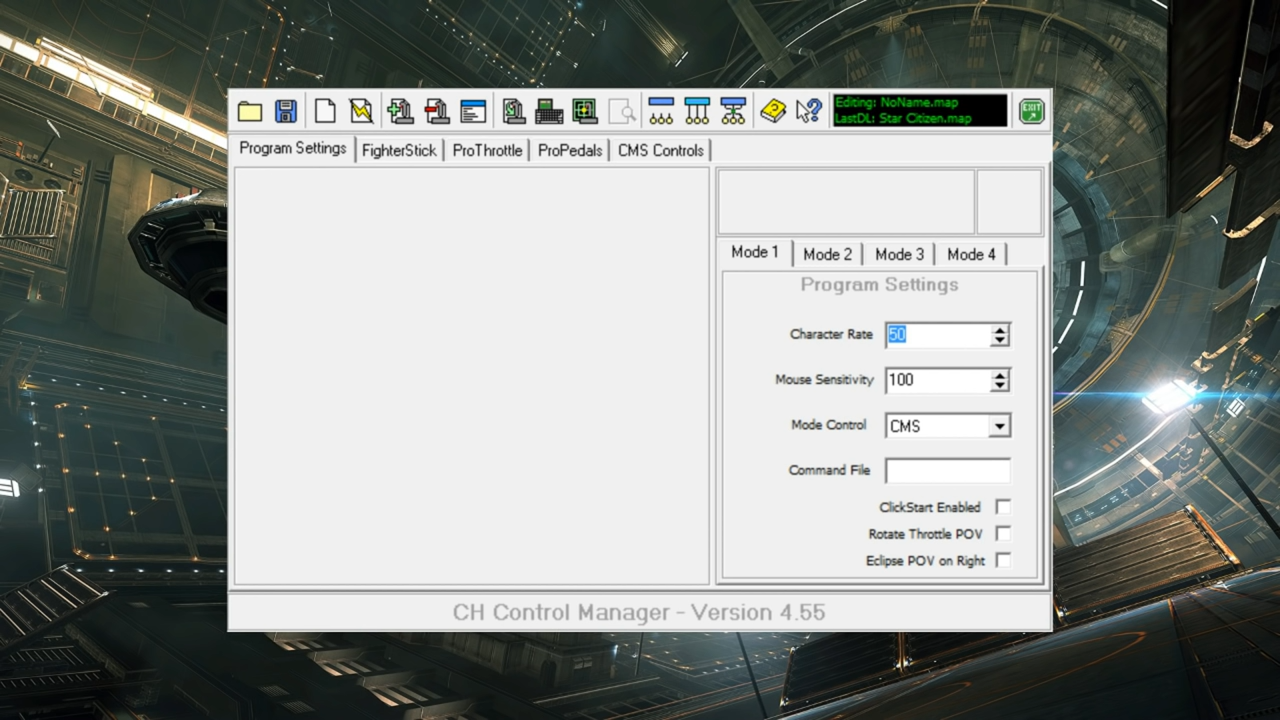 Editing: NoName.map
LastDL: Star Citizen.map
EXIT
Program Settings
FighterStick
ProThrottle
ProPedals
CMS Controls
Mode 1
Mode 2
Mode 3
Mode 4
Program Settings
Character Rate 50
Mouse Sensitivity 100
Mode Control CMS
Command File
ClickStart Enabled
Rotate Throttle POV
Eclipse POV on Right
CH Control Manager - Version 4.55